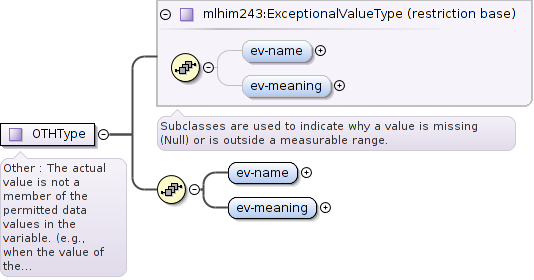 mlhim243:ExceptionalValueType (restriction base)
ev-name
ev-meaning
Subclasses are used to indicate why a value is missing
(Null) or is outside a measurable range.
OTHType
Other : The actual
value is not a
member of the
permitted data
values in the
variable. (e.g.,
when the value of
the...
ev-name
ev-meaning